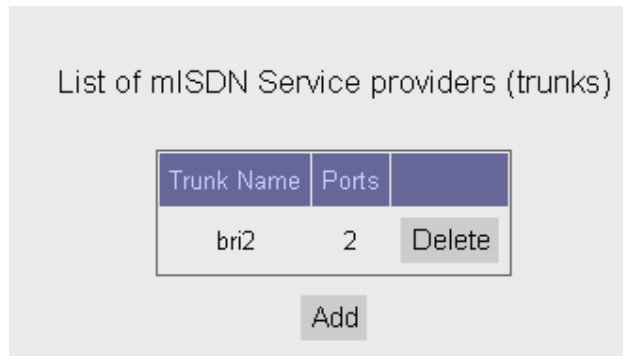 List of mISDN Service providers (trunks)
Trunk Name Ports
bri2 2 Delete
Add